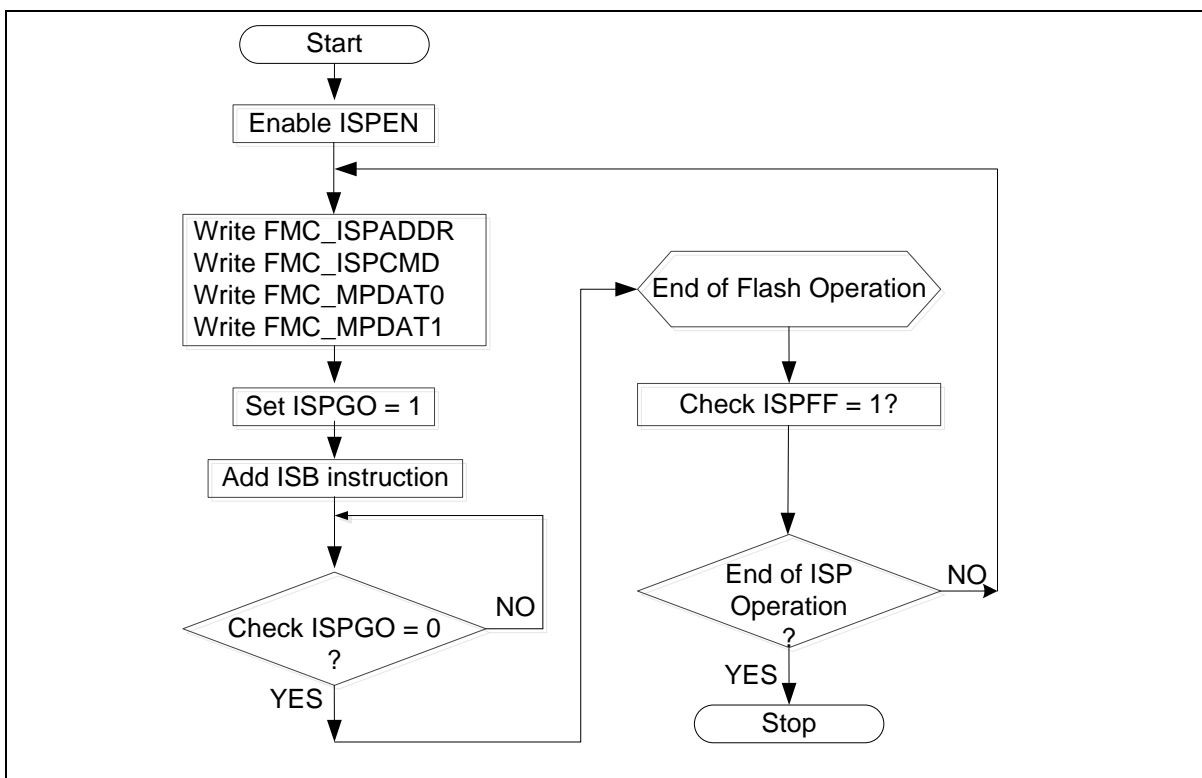 Start
Enable ISPEN
Write FMC_ISPADDR
Write FMC_ISPCMD
Write FMC_MPDAT0
Write FMC_MPDAT1
Set ISPGO = 1
Add ISB instruction
Check ISPGO = 0
?
NO
YES
End of Flash Operation
Check ISPFF = 1?
End of ISP
Operation
?
NO
YES
Stop